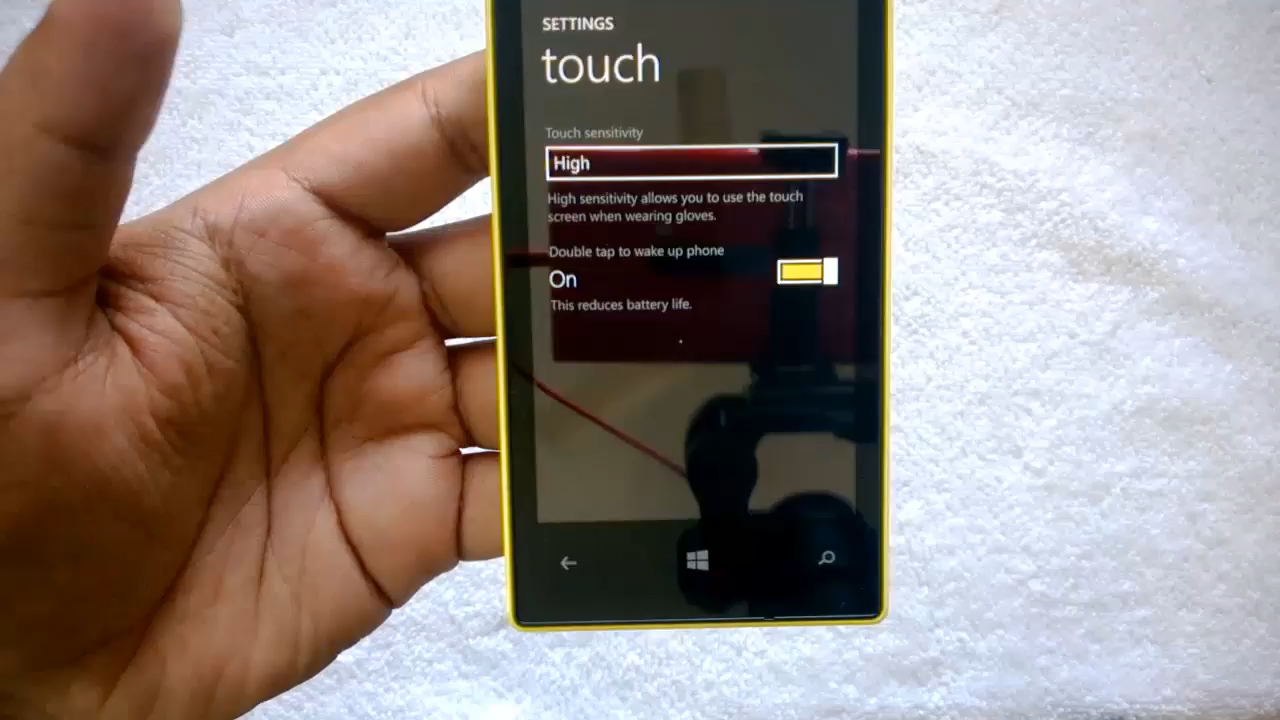 SETTINGS
touch
Touch sensitivity
High
High sensitivity allows you to use the touch
screen when wearing gloves.
Double tap to wake up phone
On
This reduces battery life.